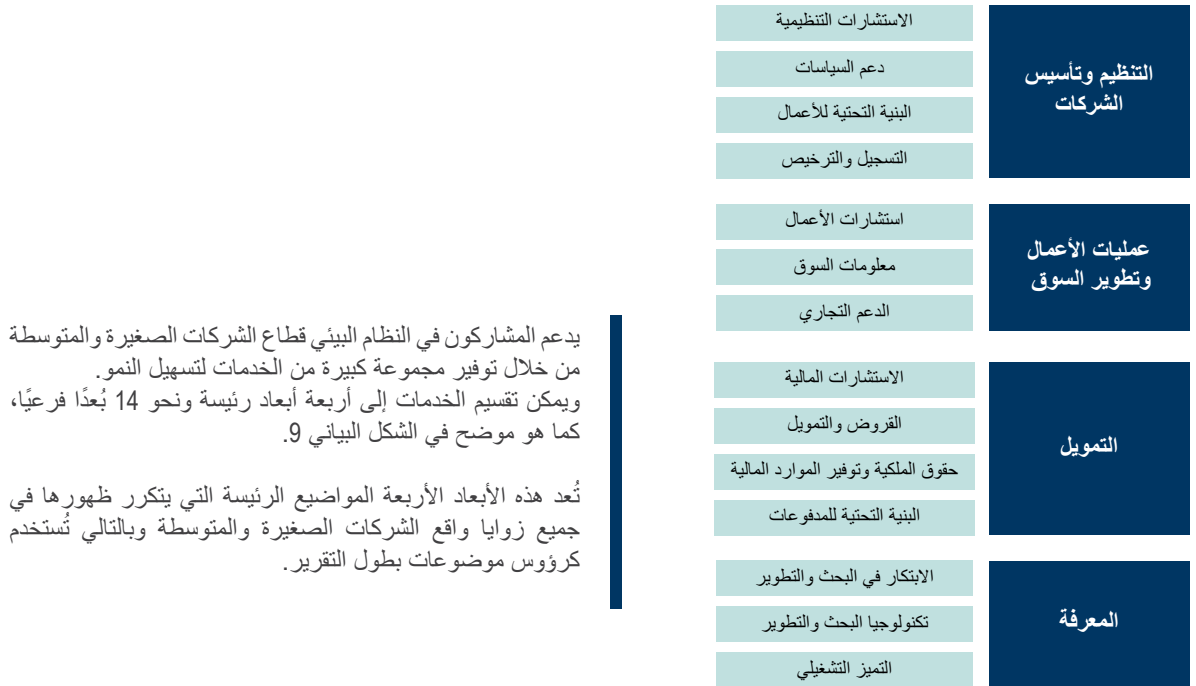 التنظيم وتأسيس
الشركات
الاستشارات التنظيمية
دعم السياسات
البنية التحتية للأعمال
التسجيل والترخيص
عمليات الأعمال
وتطوير السوق
استشارات الأعمال
معلومات السوق
الدعم التجاري
التمويل
الاستشارات المالية
القروض والتمويل
حقوق الملكية وتوفير الموارد المالية
البنية التحتية للمدفوعات
المعرفة
الابتكار في البحث والتطوير
تكنولوجيا البحث والتطوير
التميز التشغيلي
يدعم المشاركون في النظام البيئي قطاع الشركات الصغيرة والمتوسطة
من خلال توفير مجموعة كبيرة من الخدمات لتسهيل النمو.
ويمكن تقسيم الخدمات إلى أربعة أبعاد رئيسة ونحو 14 بُعدًا فرعيًا،
كما هو موضح في الشكل البياني 9.
تُعد هذه الأبعاد الأربعة المواضيع الرئيسة التي يتكرر ظهورها في
جميع زوايا واقع الشركات الصغيرة والمتوسطة وبالتالي تُستخدم
كرؤوس موضوعات بطول التقرير.